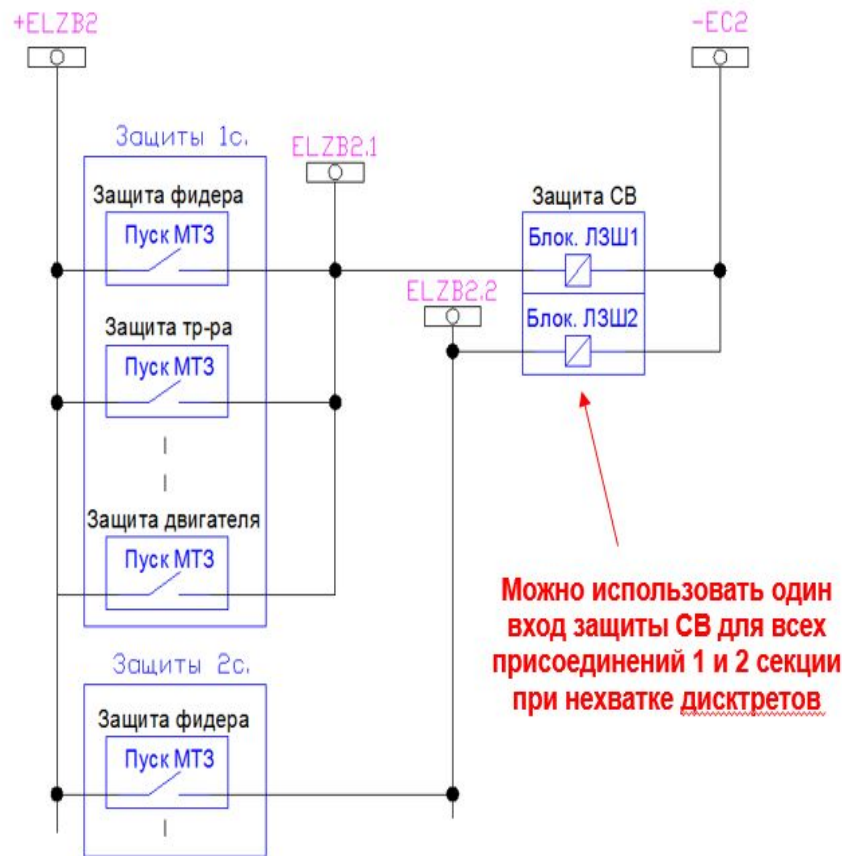 +ELZB2
-EC2
Защиты 1с.
ELZB2.1
Защита фидера
Пуск МТЗ
Защита СВ
Блок. ЛЗШ1
ELZB2.2
Блок. ЛЗШ2
Защита тр-ра
Пуск МТЗ
Защита двигателя
Пуск МТЗ
Можно использовать один
вход защиты СВ для всех
присоединений 1 и 2 секции
при нехватке дисктретов
Защиты 2с.
Защита фидера
Пуск МТЗ